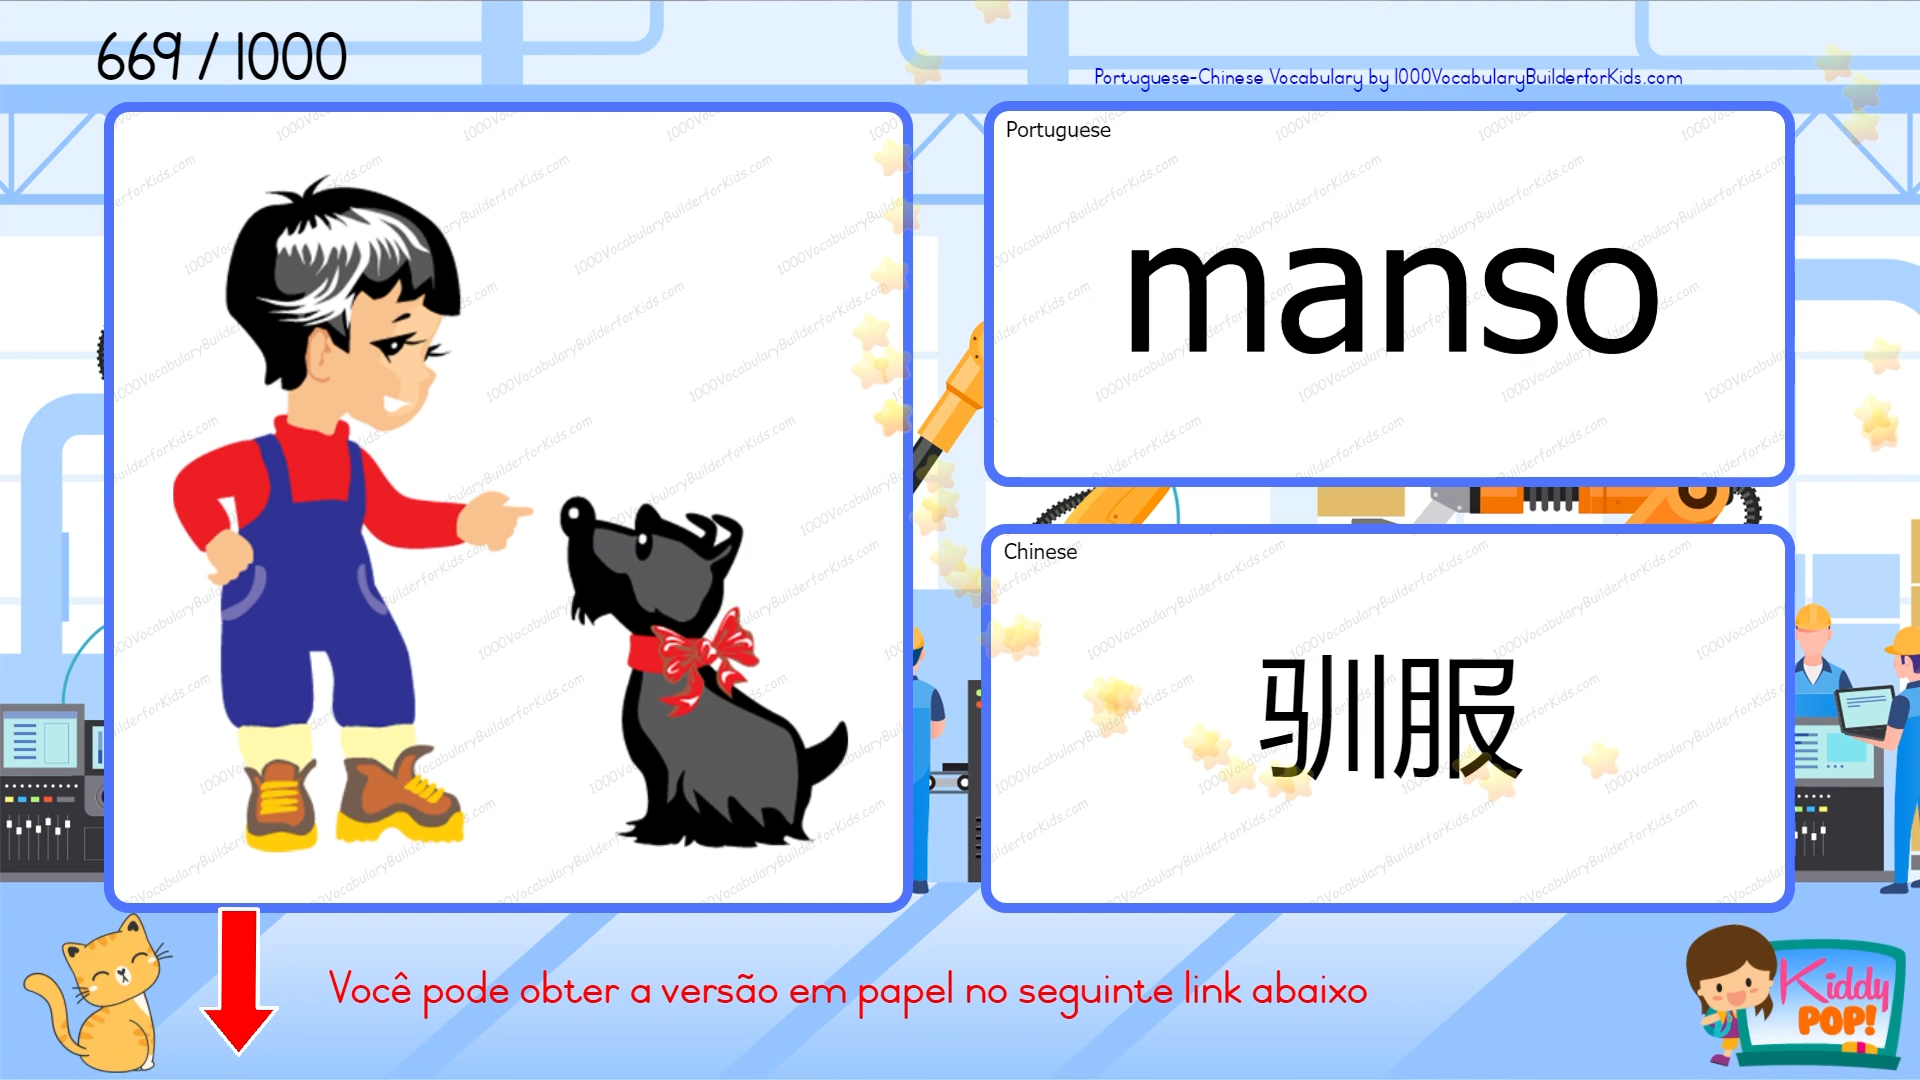 669 / 1000
Portuguese-Chinese Vocabulary by 1000VocabularyBuilderforKids.com
Portuguese
manso
Chinese
驯服
Você pode obter a versão em papel no seguinte link abaixo
Kiddy
POP!